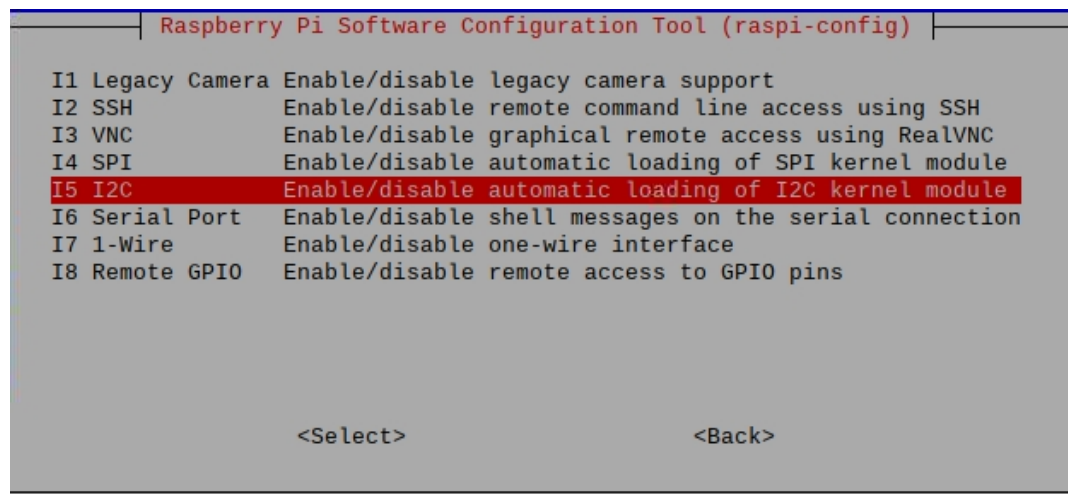 Raspberry Pi Software Configuration Tool (raspi-config)
I1 Legacy Camera Enable/disable legacy camera support
I2 SSH Enable/disable remote command line access using SSH
I3 VNC Enable/disable graphical remote access using RealVNC
I4 SPI Enable/disable automatic loading of SPI kernel module
I5 I2C Enable/disable automatic loading of I2C kernel module
I6 Serial Port Enable/disable shell messages on the serial connection
I7 1-Wire Enable/disable one-wire interface
I8 Remote GPIO Enable/disable remote access to GPIO pins
<Select> <Back>